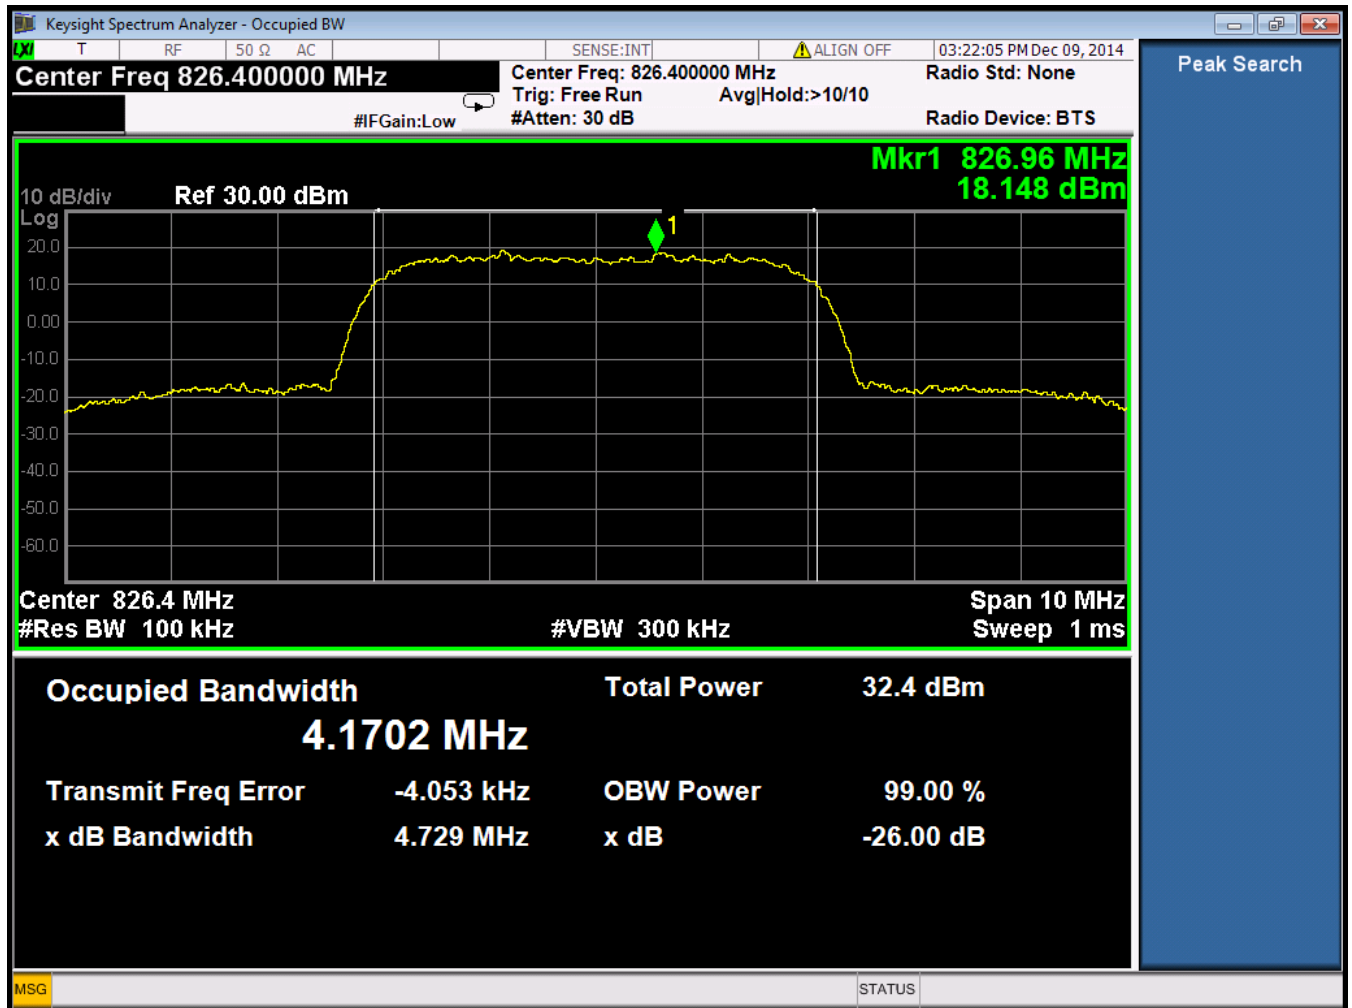 Keysight Spectrum Analyzer - Occupied BW
LXI T RF 50 Ω AC SENSE:INT ALIGN OFF 03:22:05 PM Dec 09, 2014
Center Freq 826.400000 MHz
Center Freq: 826.400000 MHz
Radio Std: None
Trig: Free Run Avg|Hold:>10/10
#IFGain:Low
#Atten: 30 dB
Radio Device: BTS
Peak Search
Mkr1 826.96 MHz
18.148 dBm
10 dB/div Ref 30.00 dBm
Log
1
20.0
10.0
0.00
-10.0
-20.0
-30.0
-40.0
-50.0
-60.0
Center 826.4 MHz Span 10 MHz
#Res BW 100 kHz #VBW 300 kHz Sweep 1 ms
Occupied Bandwidth Total Power 32.4 dBm
4.1702 MHz
Transmit Freq Error -4.053 kHz OBW Power 99.00 %
x dB Bandwidth 4.729 MHz x dB -26.00 dB
MSG STATUS